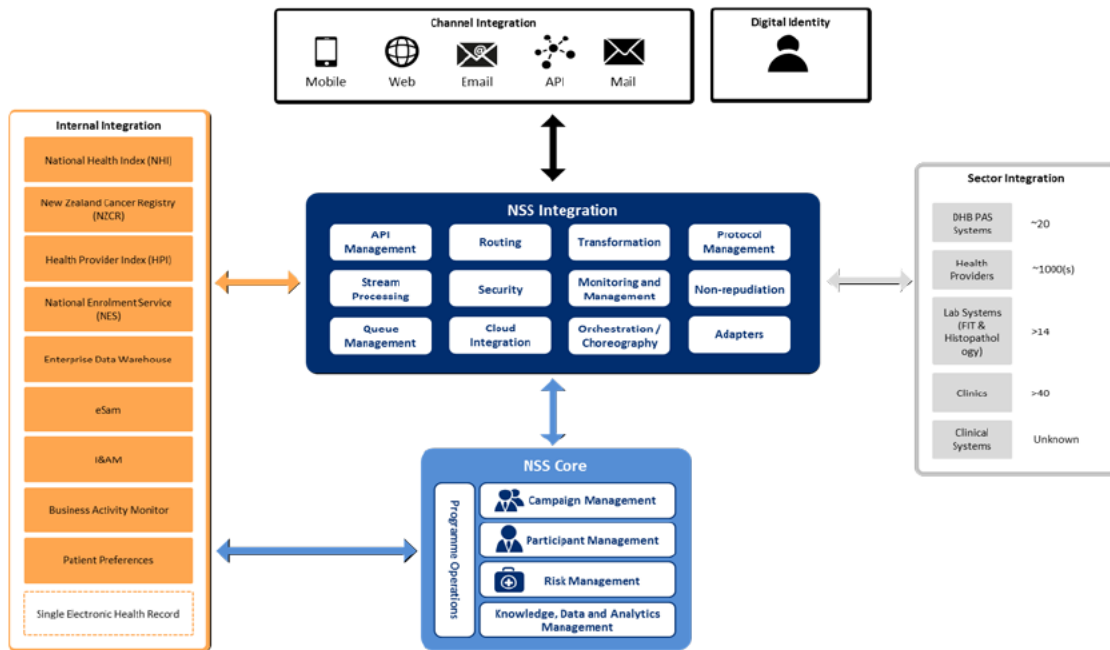 Channel Integration
Mobile
Web
Email
API
Mail
Digital Identity
Internal Integration
National Health Index (NHI)
New Zealand Cancer Registry
(NZCR)
Health Provider Index (HPI)
National Enrolment Service
(NES)
Enterprise Data Warehouse
eSam
I&AM
Business Activity Monitor
Patient Preferences
Single Electronic Health Record
NSS Integration
API
Management
Routing
Transformation
Protocol
Management
Stream
Processing
Security
Monitoring and
Management
Non-repudiation
Queue
Management
Cloud
Integration
Orchestration /
Choreography
Adapters
NSS Core
Programme Operations
Campaign Management
Participant Management
Risk Management
Knowledge, Data and Analytics
Management
Sector Integration
DHB PAS
Systems
~20
Health
Providers
~1000(s)
Lab Systems
(FIT &
Histopathol
ogy)
>14
Clinics
>40
Clinical
Systems
Unknown